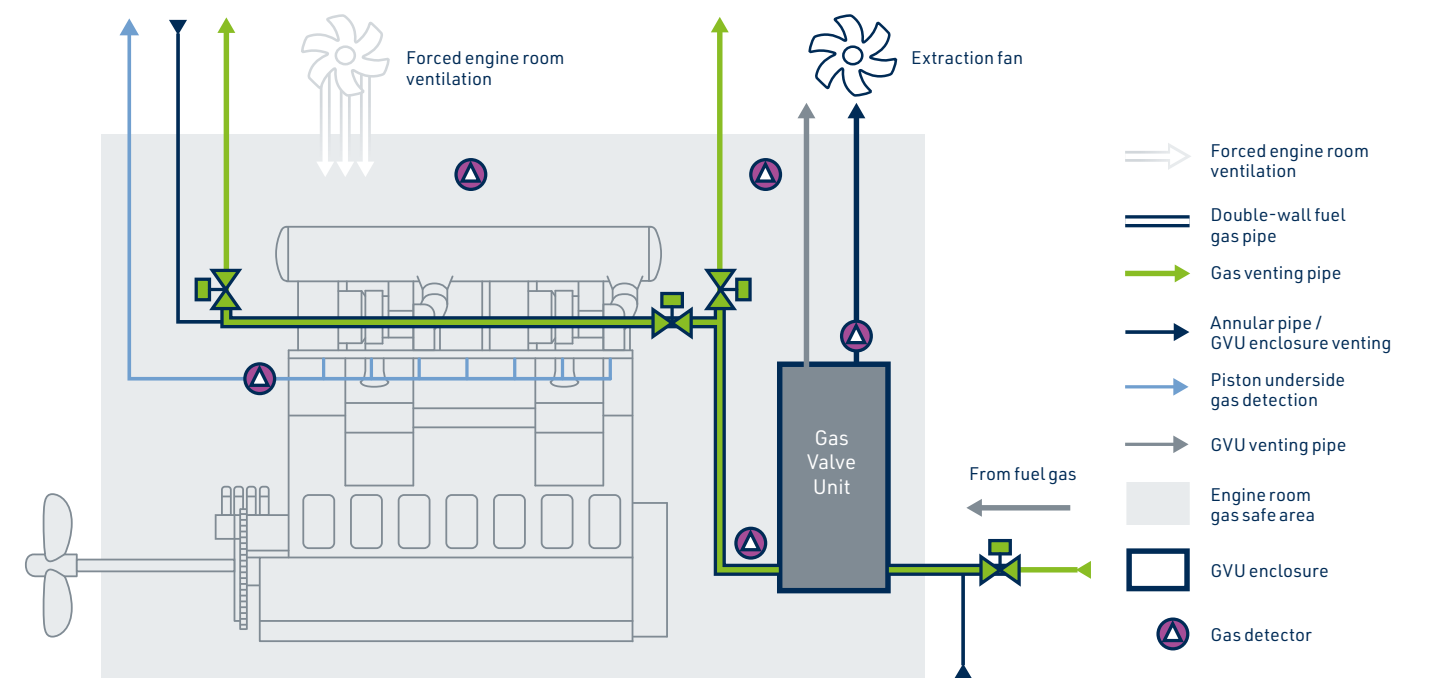 Forced engine room
ventilation
Extraction fan
Gas
Valve
Unit
From fuel gas
Forced engine room
ventilation
Double-wall fuel
gas pipe
Gas venting pipe
Annular pipe /
GVU enclosure venting
Piston underside
gas detection
GVU venting pipe
Engine room
gas safe area
GVU enclosure
Gas detector